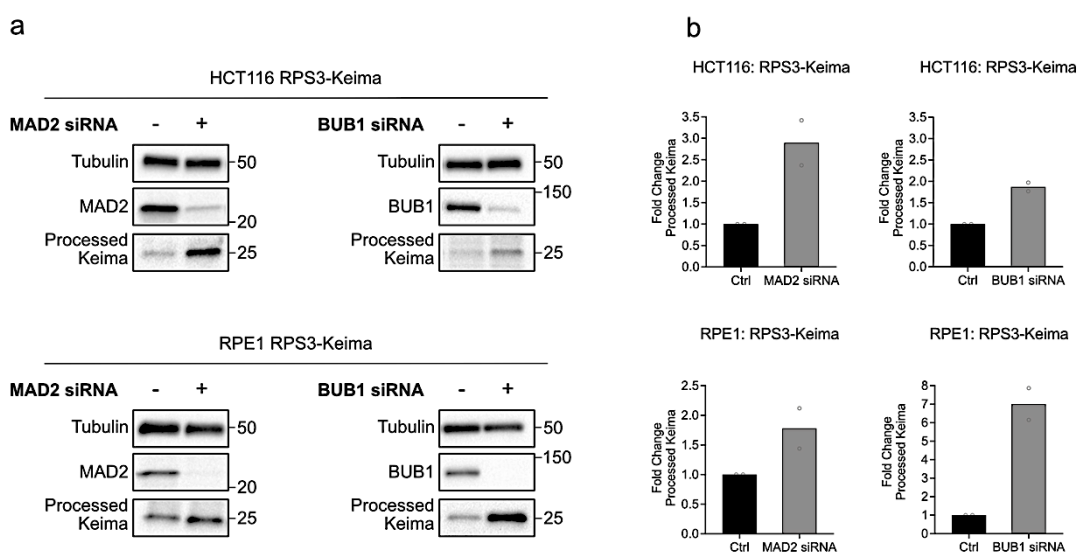 a
HCT116 RPS3-Keima
MAD2 siRNA - +
Tubulin 50
MAD2 20
Processed Keima 25
BUB1 siRNA - +
Tubulin 50
150
BUB1
Processed Keima 25
RPE1 RPS3-Keima
MAD2 siRNA - +
Tubulin 50
MAD2 20
Processed Keima 25
BUB1 siRNA - +
Tubulin 50
150
BUB1
Processed Keima 25
b
HCT116: RPS3-Keima
Fold Change
Processed Keima
3.5
3.0
2.5
2.0
1.5
1.0
0.5
0.0
Ctrl MAD2 siRNA
HCT116: RPS3-Keima
Fold Change
Processed Keima
3.5
3.0
2.5
2.0
1.5
1.0
0.5
0.0
Ctrl BUB1 siRNA
RPE1: RPS3-Keima
Fold Change
Processed Keima
2.5
2.0
1.5
1.0
0.5
0.0
Ctrl MAD2 siRNA
RPE1: RPS3-Keima
Fold Change
Processed Keima
8
7
6
5
4
3
2
1
0
Ctrl BUB1 siRNA